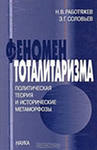 Н.В. РАБОТЯЖЕВ
Э.Г. СОЛОВЬЕВ
ФЕНОМЕН
ТОТАЛИТАРИЗМА
ПОЛИТИЧЕСКАЯ
ТЕОРИЯ
И ИСТОРИЧЕСКИЕ
МЕТАМОРФОЗЫ
НАУКА